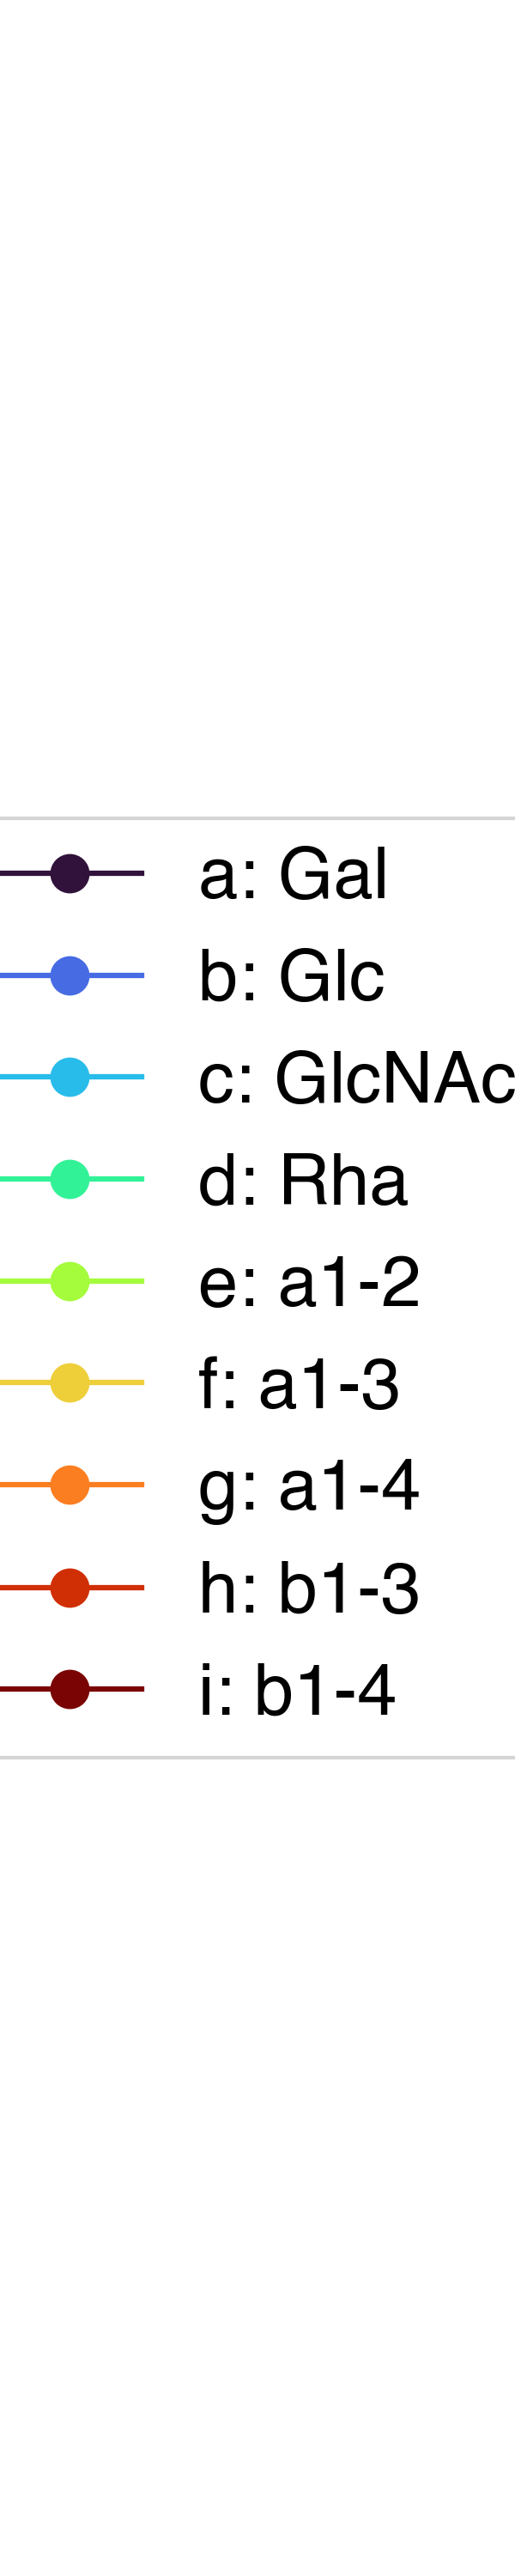 a: Gal
b: Glc
c: GlcNAc
d: Rha
e: a1-2
f: a1-3
g: a1-4
h: b1-3
i: b1-4